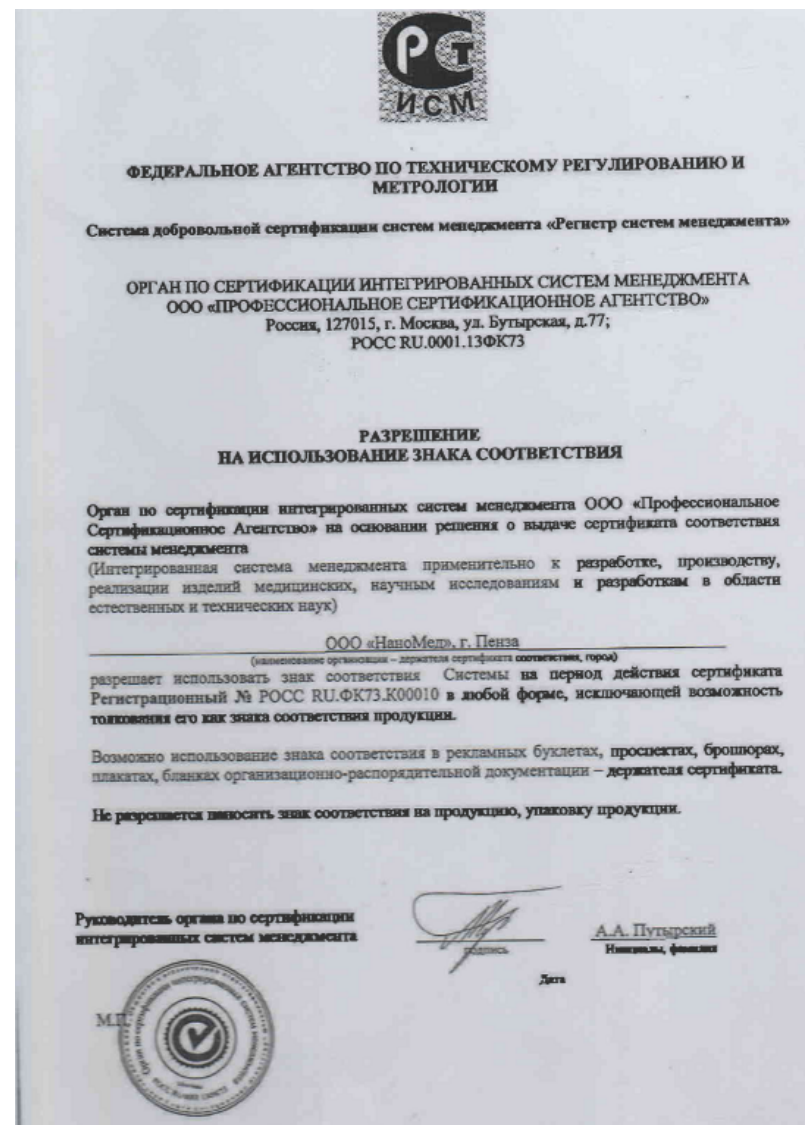 РСТ
ИСМ
ФЕДЕРАЛЬНОЕ АГЕНТСТВО ПО ТЕХНИЧЕСКОМУ РЕГУЛИРОВАНИЮ И
МЕТРОЛОГИИ
Система добровольной сертификации систем менеджмента «Регистр систем менеджмента»
ОРГАН ПО СЕРТИФИКАЦИИ ИНТЕГРИРОВАННЫХ СИСТЕМ МЕНЕДЖМЕНТА
ООО «ПРОФЕССИОНАЛЬНОЕ СЕРТИФИКАЦИОННОЕ АГЕНТСТВО»
Россия, 127015, г. Москва, ул. Бутырская, д.77;
РОСС RU.0001.13ФК73
РАЗРЕШЕНИЕ
НА ИСПОЛЬЗОВАНИЕ ЗНАКА СООТВЕТСТВИЯ
Орган по сертификации интегрированных систем менеджмента ООО «Профессиональное
Сертификационное Агентство» на основании решения о выдаче сертификата соответствия
системы менеджмента
(Интегрированная система менеджмента применительно к разработке, производству,
реализации изделий медицинских, научным исследованиям и разработкам в области
естественных и технических наук)
ООО «НаноМед», г. Пенза
(наименование организации – держателя сертификата соответствия, город)
разрешает использовать знак соответствия Системы на период действия сертификата
Регистрационный № РОСС RU.ФК73.К00010 в любой форме, исключающей возможность
толкования его как знака соответствия продукции.
Возможно использование знака соответствия в рекламных буклетах, проспектах, брошюрах,
плакатах, бланках организационно-распорядительной документации – держателя сертификата.
Не разрешается наносить знак соответствия на продукцию, упаковку продукции.
Руководитель органа по сертификации
интегрированных систем менеджмента
подпись
А.А. Путырский
Инициалы, фамилия
Дата
М.П.